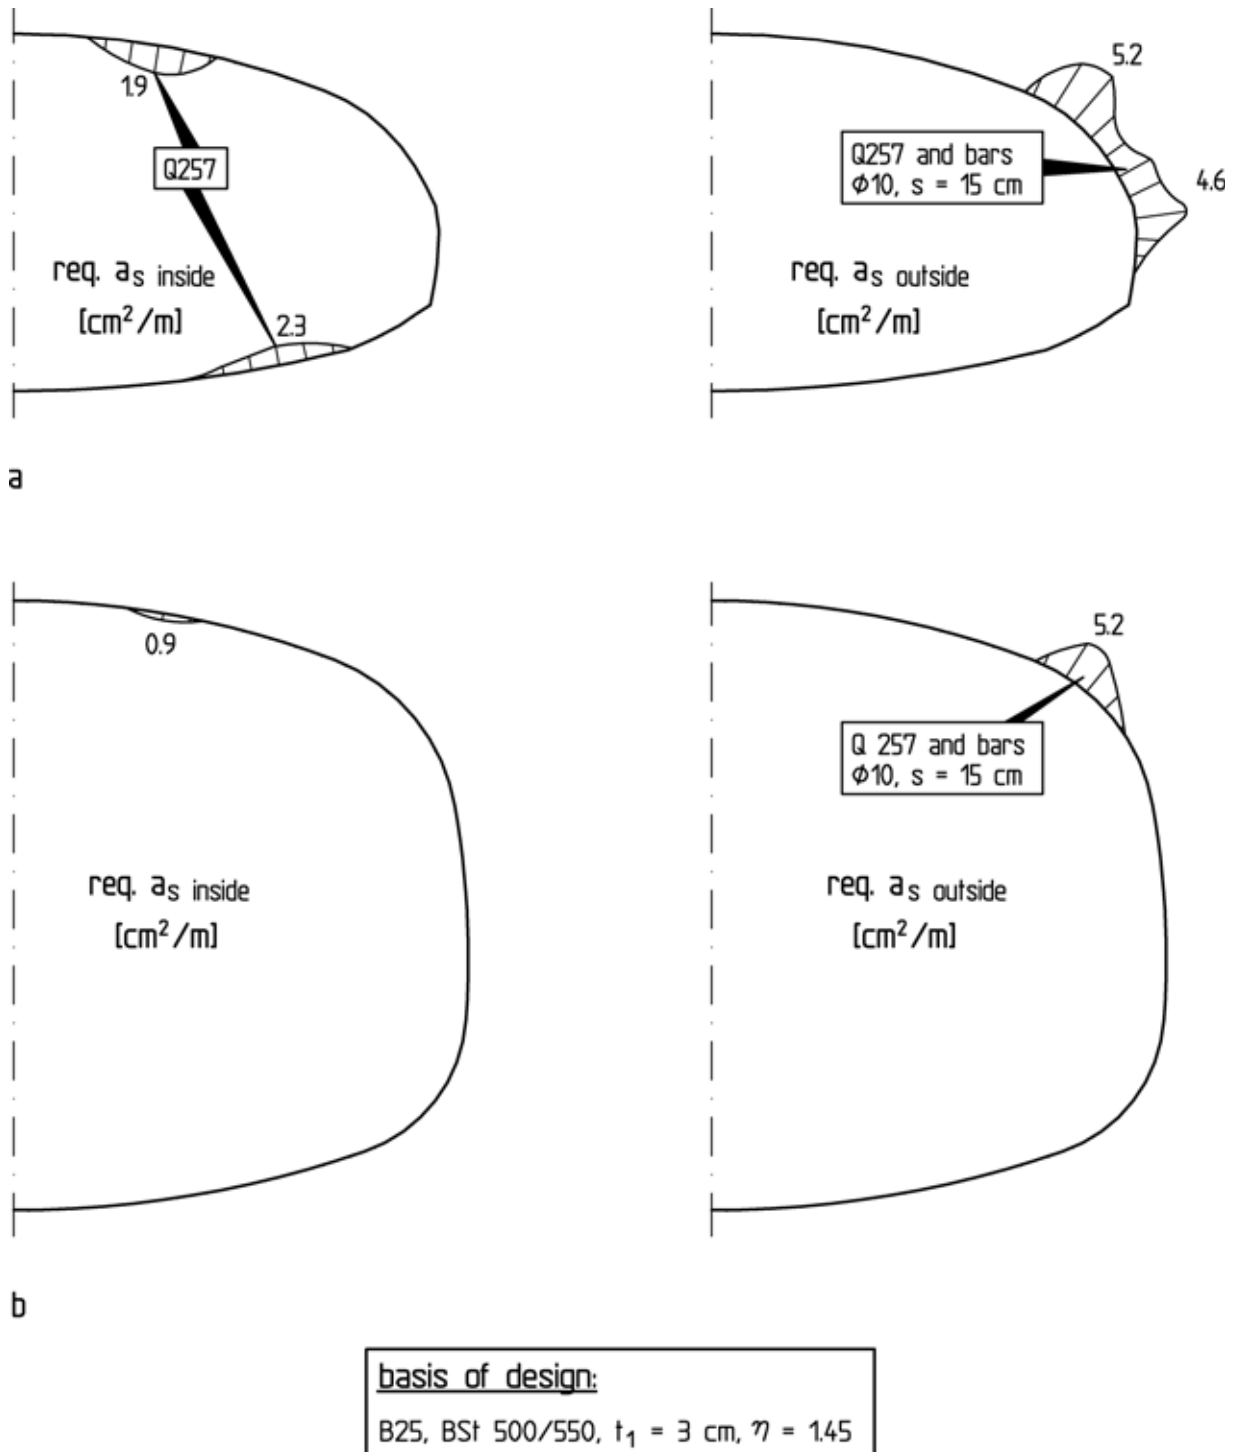 1.9
Q257
req. aₛ inside
[cm²/m]
2.3
5.2
Q257 and bars
ϕ10, s = 15 cm
4.6
req. aₛ outside
[cm²/m]
a
0.9
req. aₛ inside
[cm²/m]
5.2
Q 257 and bars
ϕ10, s = 15 cm
req. aₛ outside
[cm²/m]
b
basis of design:
B25, BSt 500/550, t₁ = 3 cm, η = 1.45